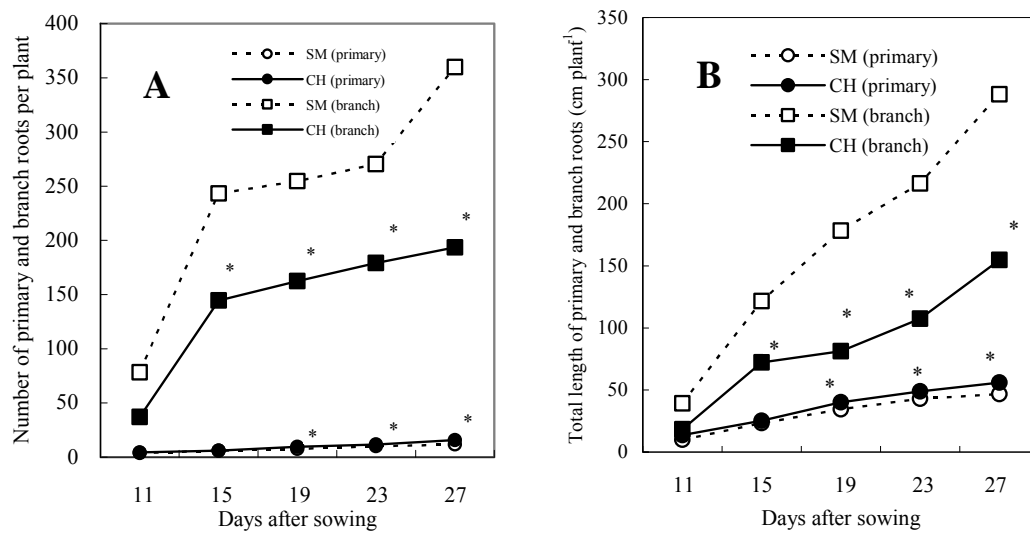 Number of primary and branch roots per plant
400
350
300
250
200
150
100
50
0
A
SM (primary)
CH (primary)
SM (branch)
CH (branch)
*
*
*
*
*
*
*
11 15 19 23 27
Days after sowing
Total length of primary and branch roots (cm plant-1)
350
300
250
200
150
100
50
0
B
SM (primary)
CH (primary)
SM (branch)
CH (branch)
*
*
*
*
*
*
*
11 15 19 23 27
Days after sowing